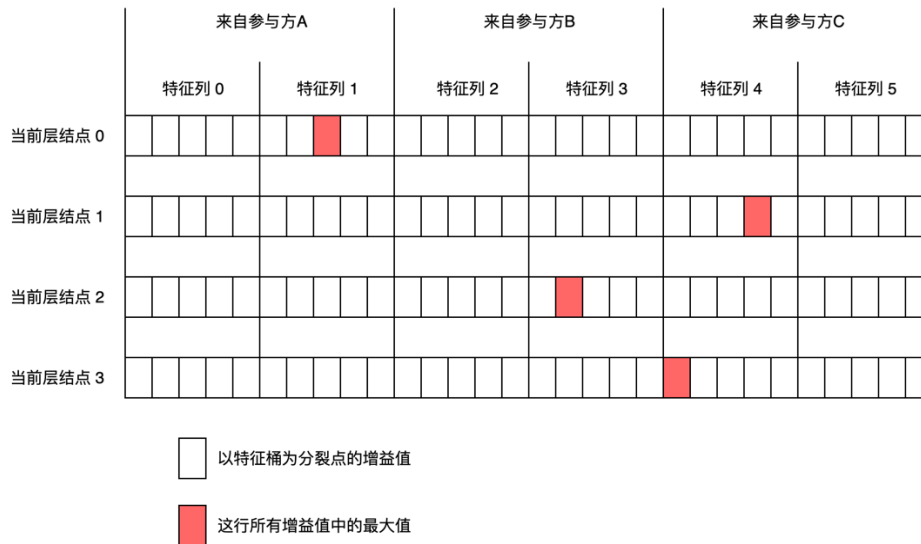 来自参与方A
来自参与方B
来自参与方C
特征列 0
特征列 1
特征列 2
特征列 3
特征列 4
特征列 5
当前层结点 0
当前层结点 1
当前层结点 2
当前层结点 3
以特征桶为分裂点的增益值
这行所有增益值中的最大值